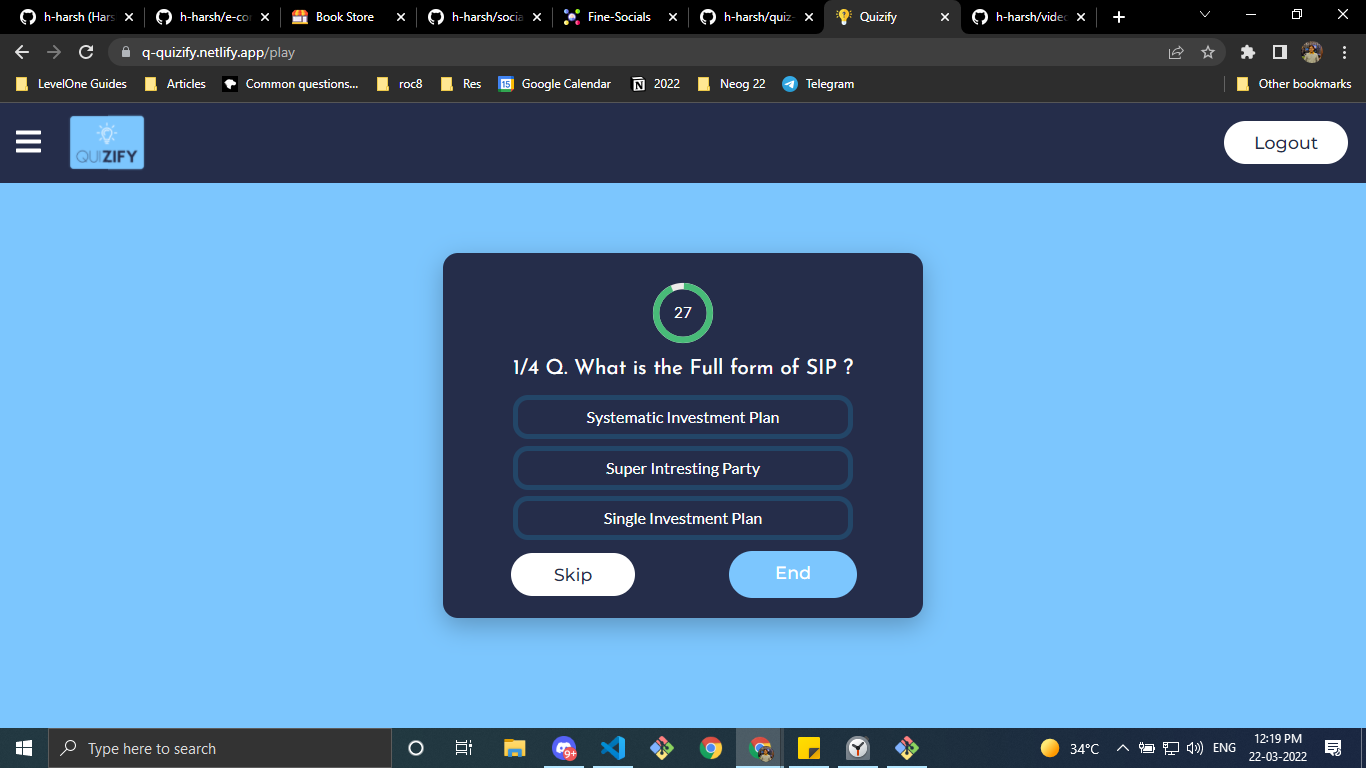 h-harsh (Hars
h-harsh/e-co
Book Store
h-harsh/socia
Fine-Socials
h-harsh/quiz-
Quizify
h-harsh/video
q-quizify.netlify.app/play
LevelOne Guides
Articles
Common questions...
roc8
Res
15
Google Calendar
2022
Neog 22
Telegram
Other bookmarks
QUIZIFY
Logout
27
1/4 Q. What is the Full form of SIP ?
Systematic Investment Plan
Super Intresting Party
Single Investment Plan
Skip
End
Type here to search
9+
34°C
ENG
12:19 PM
22-03-2022